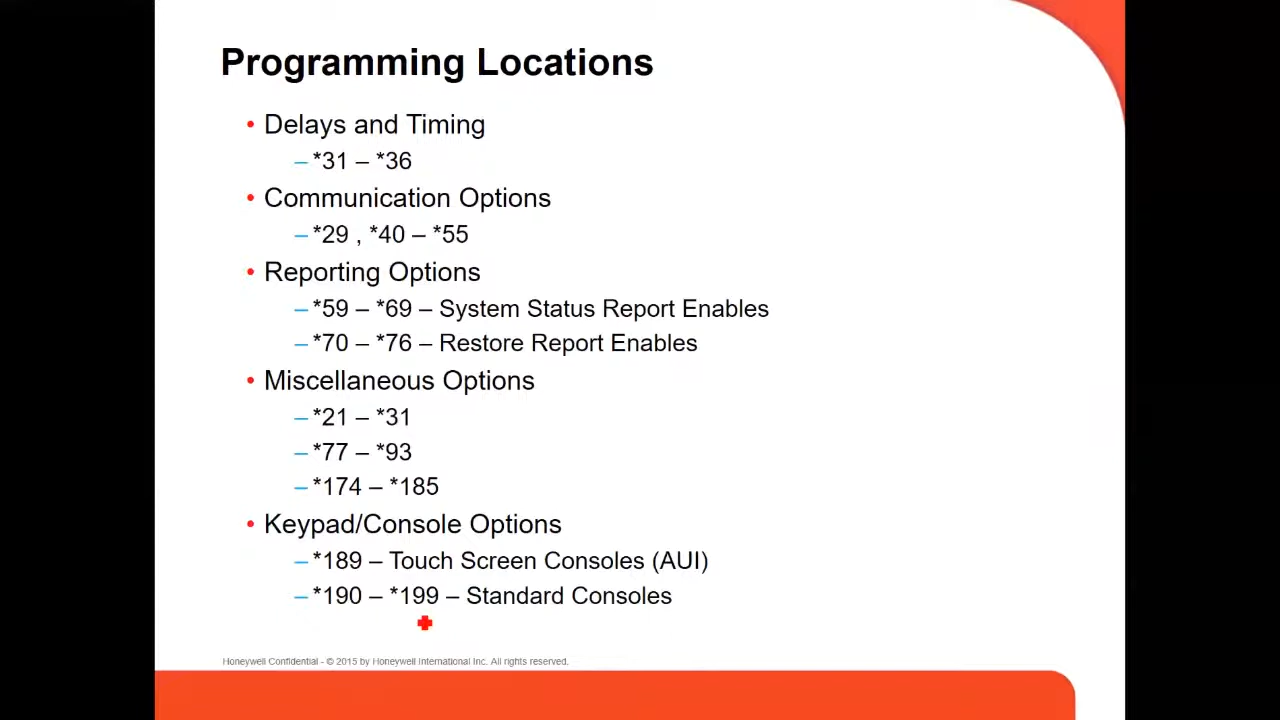 Programming Locations
• Delays and Timing
– *31 – *36
• Communication Options
– *29 , *40 – *55
• Reporting Options
– *59 – *69 – System Status Report Enables
– *70 – *76 – Restore Report Enables
• Miscellaneous Options
– *21 – *31
– *77 – *93
– *174 – *185
• Keypad/Console Options
– *189 – Touch Screen Consoles (AUI)
– *190 – *199 – Standard Consoles
Honeywell Confidential - © 2015 by Honeywell International Inc. All rights reserved.